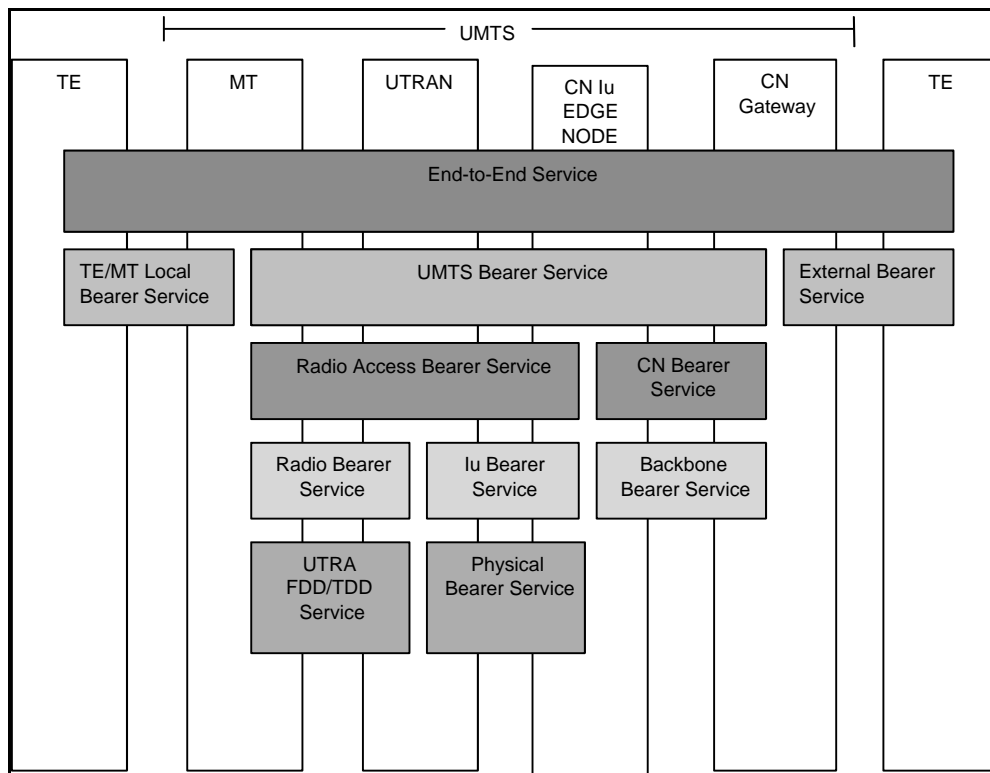 UMTS
TE
MT
UTRAN
CN Iu
EDGE
NODE
CN
Gateway
TE
End-to-End Service
TE/MT Local
Bearer Service
UMTS Bearer Service
External Bearer
Service
Radio Access Bearer Service
CN Bearer
Service
Radio Bearer
Service
Iu Bearer
Service
Backbone
Bearer Service
UTRA
FDD/TDD
Service
Physical
Bearer Service